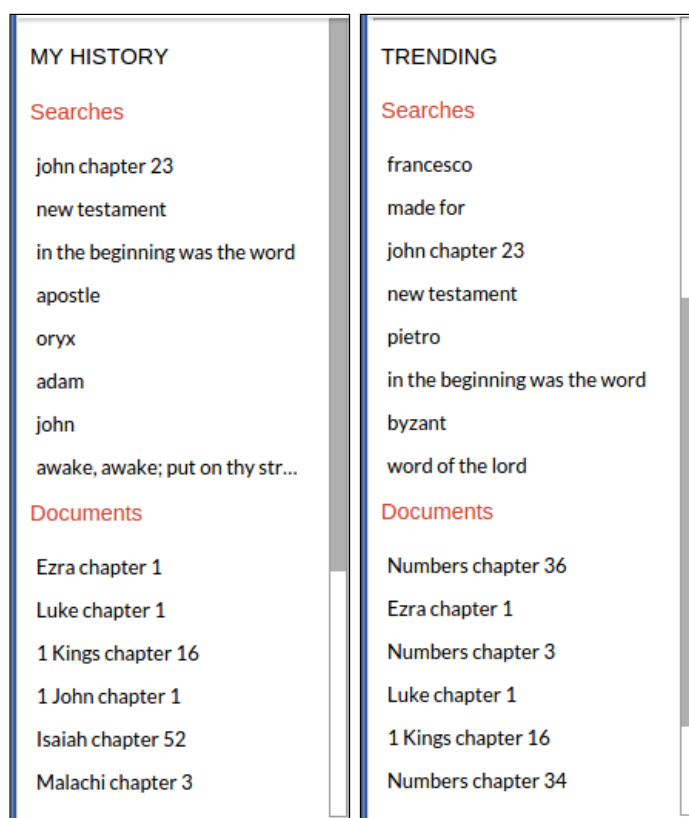 MY HISTORY
Searches
john chapter 23
new testament
in the beginning was the word
apostle
oryx
adam
john
awake, awake; put on thy str...
Documents
Ezra chapter 1
Luke chapter 1
1 Kings chapter 16
1 John chapter 1
Isaiah chapter 52
Malachi chapter 3
TRENDING
Searches
francesco
made for
john chapter 23
new testament
pietro
in the beginning was the word
byzant
word of the lord
Documents
Numbers chapter 36
Ezra chapter 1
Numbers chapter 3
Luke chapter 1
1 Kings chapter 16
Numbers chapter 34